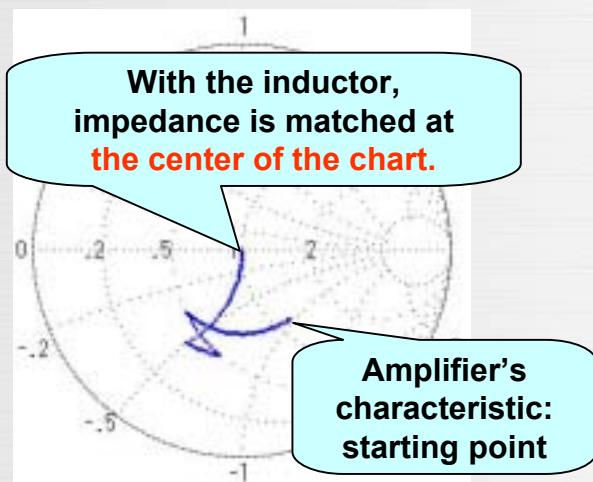 1
With the inductor,
impedance is matched at
the center of the chart.
0 .2 .5 1 2
-.2
-.5
-1
Amplifier's
characteristic:
starting point